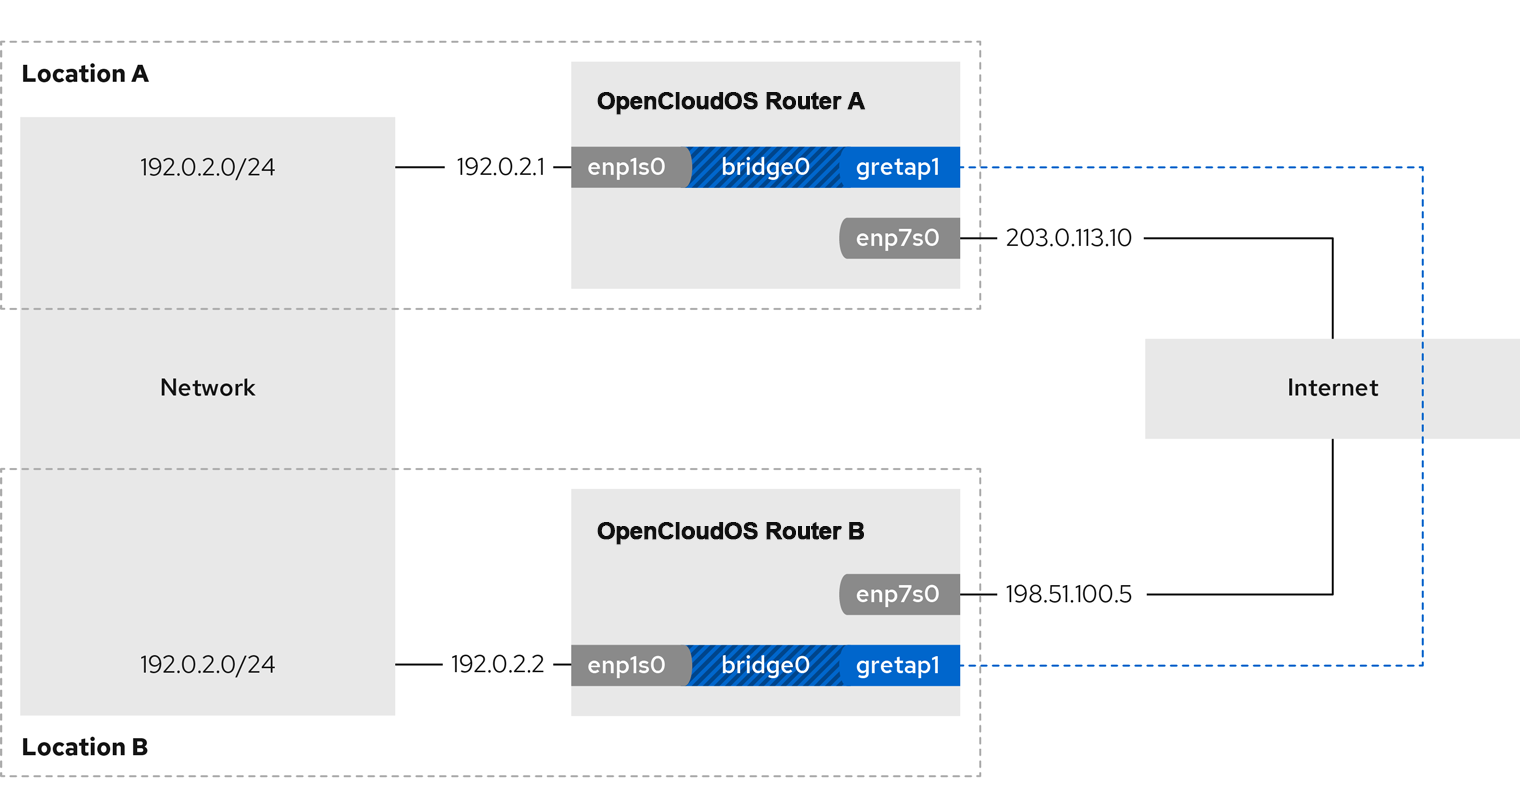 Location A
OpenCloudOS Router A
192.0.2.0/24
192.0.2.1
enp1s0
bridge0
gretap1
enp7s0
203.0.113.10
Network
Internet
OpenCloudOS Router B
enp7s0
198.51.100.5
192.0.2.0/24
192.0.2.2
enp1s0
bridge0
gretap1
Location B